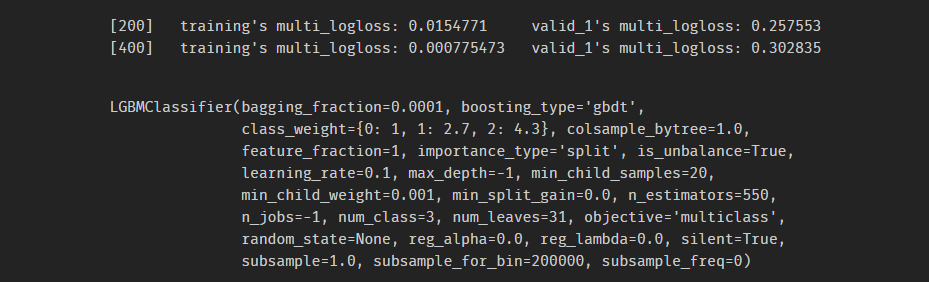 [200]	training's multi_logloss: 0.0154771	valid_1's multi_logloss: 0.257553
[400]	training's multi_logloss: 0.000775473	valid_1's multi_logloss: 0.302835
LGBMClassifier(bagging_fraction=0.0001, boosting_type='gbdt',
class_weight={0: 1, 1: 2.7, 2: 4.3}, colsample_bytree=1.0,
feature_fraction=1, importance_type='split', is_unbalance=True,
learning_rate=0.1, max_depth=-1, min_child_samples=20,
min_child_weight=0.001, min_split_gain=0.0, n_estimators=550,
n_jobs=-1, num_class=3, num_leaves=31, objective='multiclass',
random_state=None, reg_alpha=0.0, reg_lambda=0.0, silent=True,
subsample=1.0, subsample_for_bin=200000, subsample_freq=0)